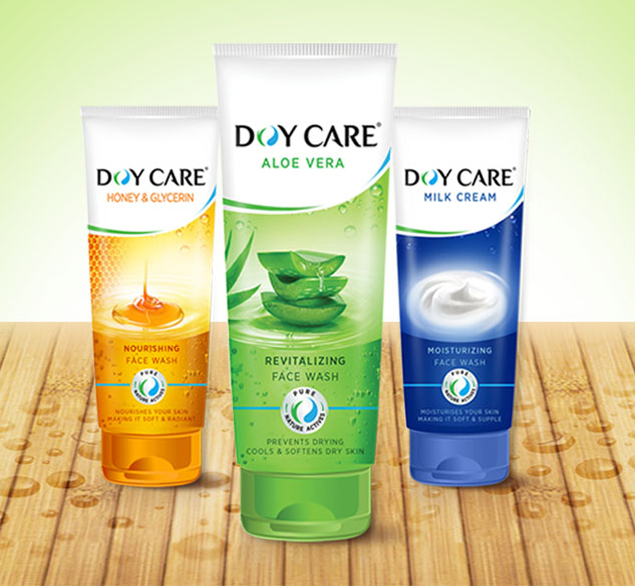 DOY CARE®
HONEY & GLYCERIN
NOURISHING
FACE WASH
PURE
NATURE ACTIVES
NOURISHES YOUR SKIN
MAKING IT SOFT & RADIANT
DOY CARE®
ALOE VERA
REVITALIZING
FACE WASH
PURE
NATURE ACTIVES
PREVENTS DRYING
COOLS & SOFTENS DRY SKIN
DOY CARE®
MILK CREAM
MOISTURIZING
FACE WASH
PURE
NATURE ACTIVES
MOISTURISES YOUR SKIN
MAKING IT SOFT & SUPPLE